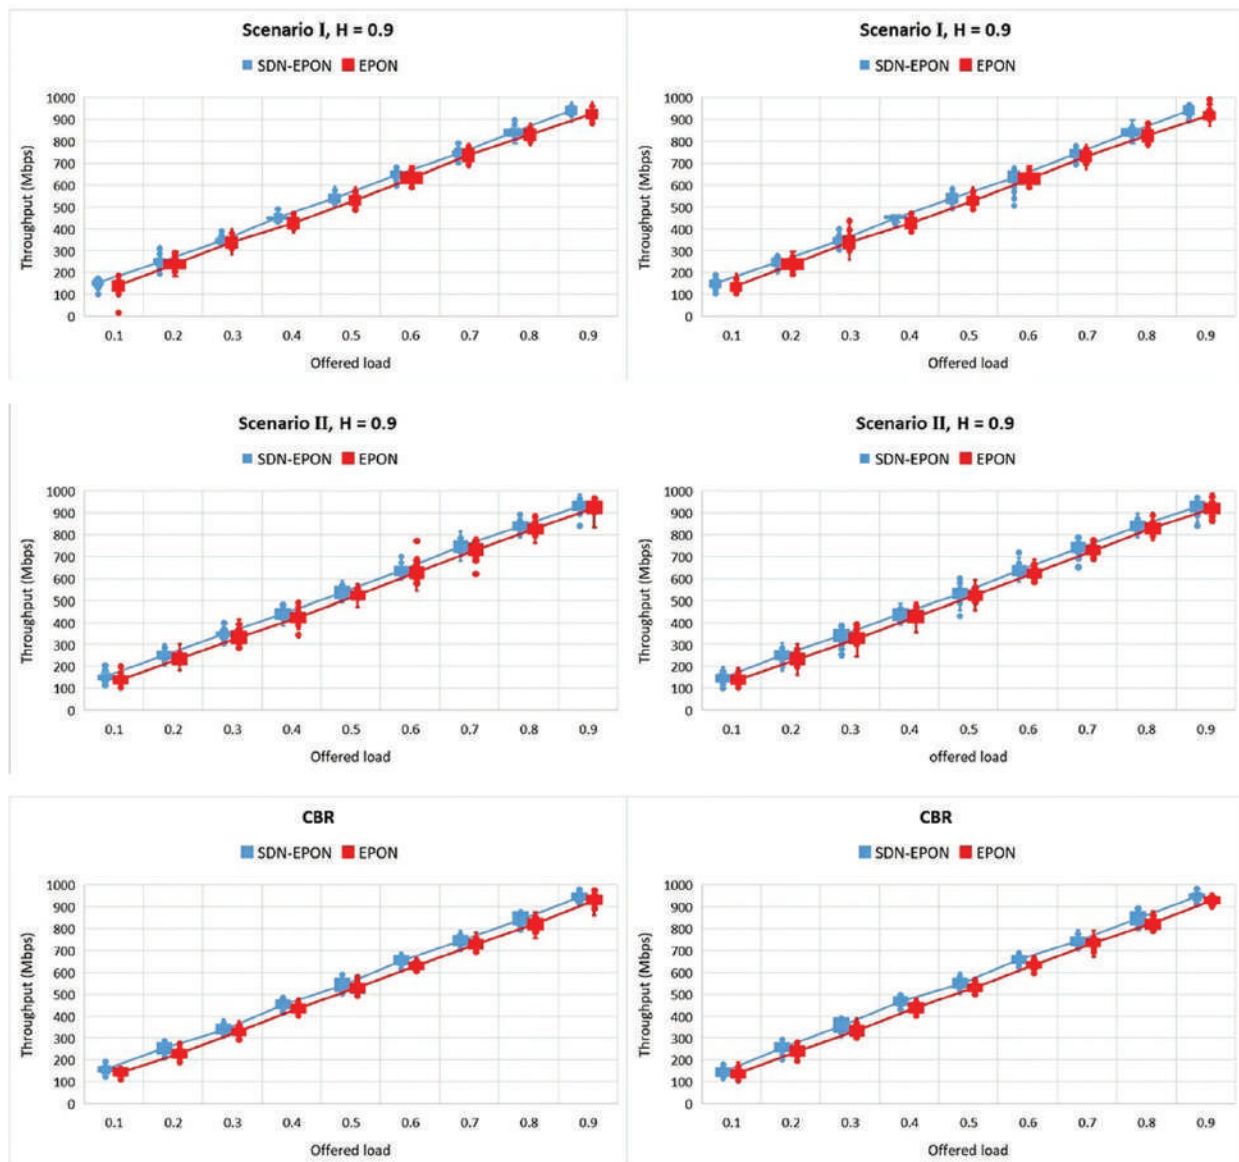 Scenario I, H = 0.9
SDN-EPON EPON
Throughput (Mbps)
1000
900
800
700
600
500
400
300
200
100
0
0.1 0.2 0.3 0.4 0.5 0.6 0.7 0.8 0.9
Offered load
Scenario I, H = 0.9
SDN-EPON EPON
Throughput (Mbps)
1000
900
800
700
600
500
400
300
200
100
0
0.1 0.2 0.3 0.4 0.5 0.6 0.7 0.8 0.9
Offered load
Scenario II, H = 0.9
SDN-EPON EPON
Throughput (Mbps)
1000
900
800
700
600
500
400
300
200
100
0
0.1 0.2 0.3 0.4 0.5 0.6 0.7 0.8 0.9
Offered load
Scenario II, H = 0.9
SDN-EPON EPON
Throughput (Mbps)
1000
900
800
700
600
500
400
300
200
100
0
0.1 0.2 0.3 0.4 0.5 0.6 0.7 0.8 0.9
offered load
CBR
SDN-EPON EPON
Throughput (Mbps)
1000
900
800
700
600
500
400
300
200
100
0
0.1 0.2 0.3 0.4 0.5 0.6 0.7 0.8 0.9
Offered load
CBR
SDN-EPON EPON
Throughput (Mbps)
1000
900
800
700
600
500
400
300
200
100
0
0.1 0.2 0.3 0.4 0.5 0.6 0.7 0.8 0.9
Offered load